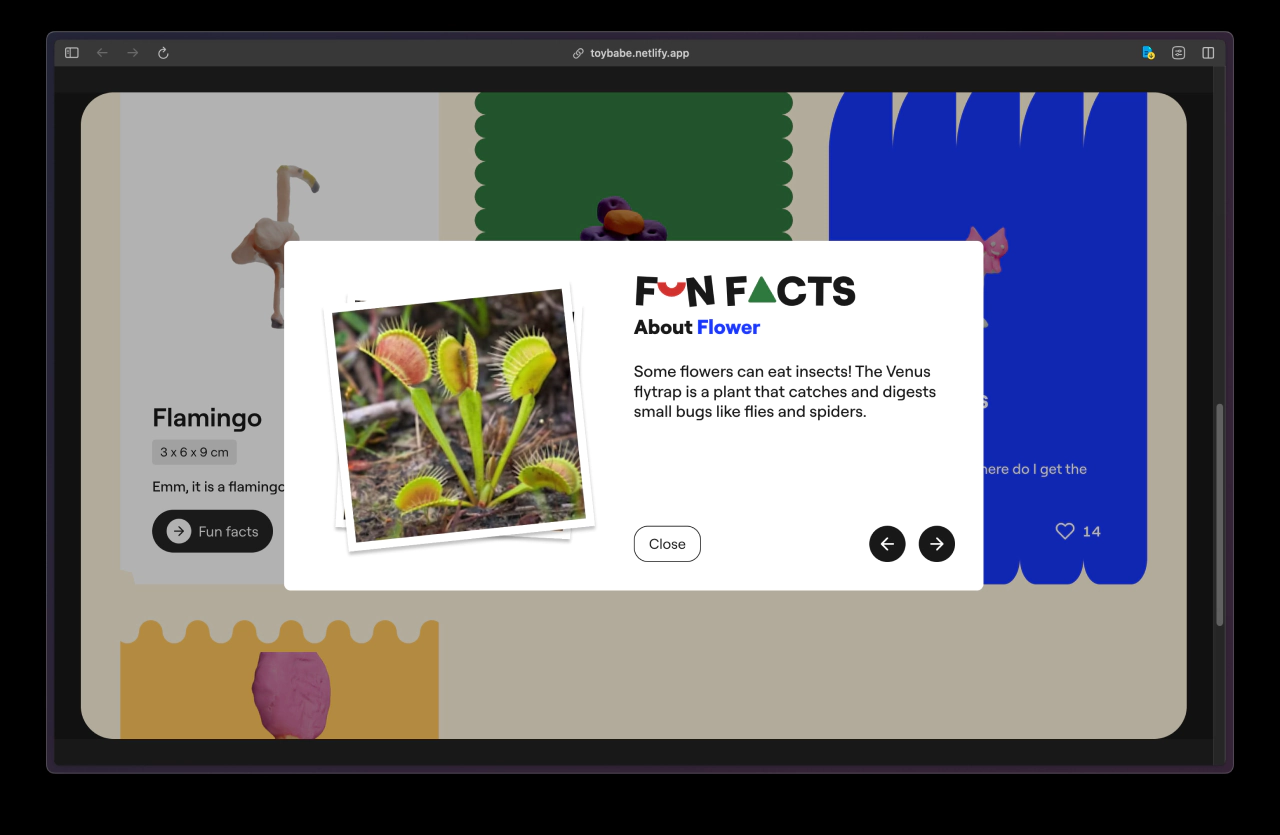 toybabe.netlify.app
FUN FACTS
About Flower
Some flowers can eat insects! The Venus
flytrap is a plant that catches and digests
small bugs like flies and spiders.
Close
Flamingo
3 x 6 x 9 cm
Emm, it is a flamingo
Fun facts
do I get the
14